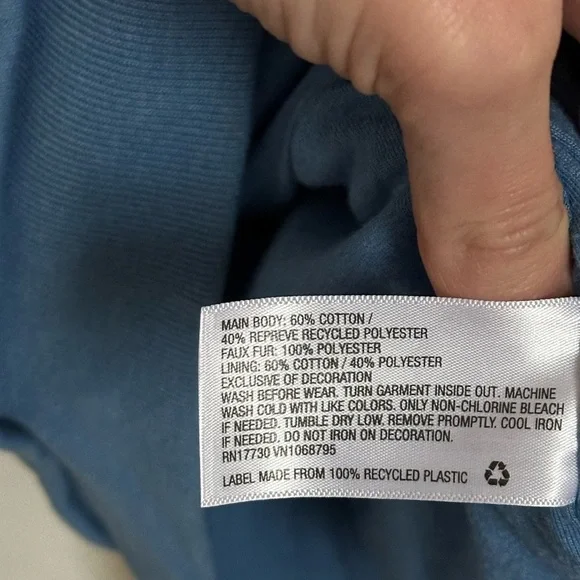 MAIN BODY: 60% COTTON /
40% REPREVE RECYCLED POLYESTER
FAUX FUR: 100% POLYESTER
LINING: 60% COTTON / 40% POLYESTER
EXCLUSIVE OF DECORATION
WASH BEFORE WEAR. TURN GARMENT INSIDE OUT. MACHINE
WASH COLD WITH LIKE COLORS. ONLY NON-CHLORINE BLEACH
IF NEEDED. TUMBLE DRY LOW. REMOVE PROMPTLY. COOL IRON
IF NEEDED. DO NOT IRON ON DECORATION.
RN17730 VN1068795
LABEL MADE FROM 100% RECYCLED PLASTIC